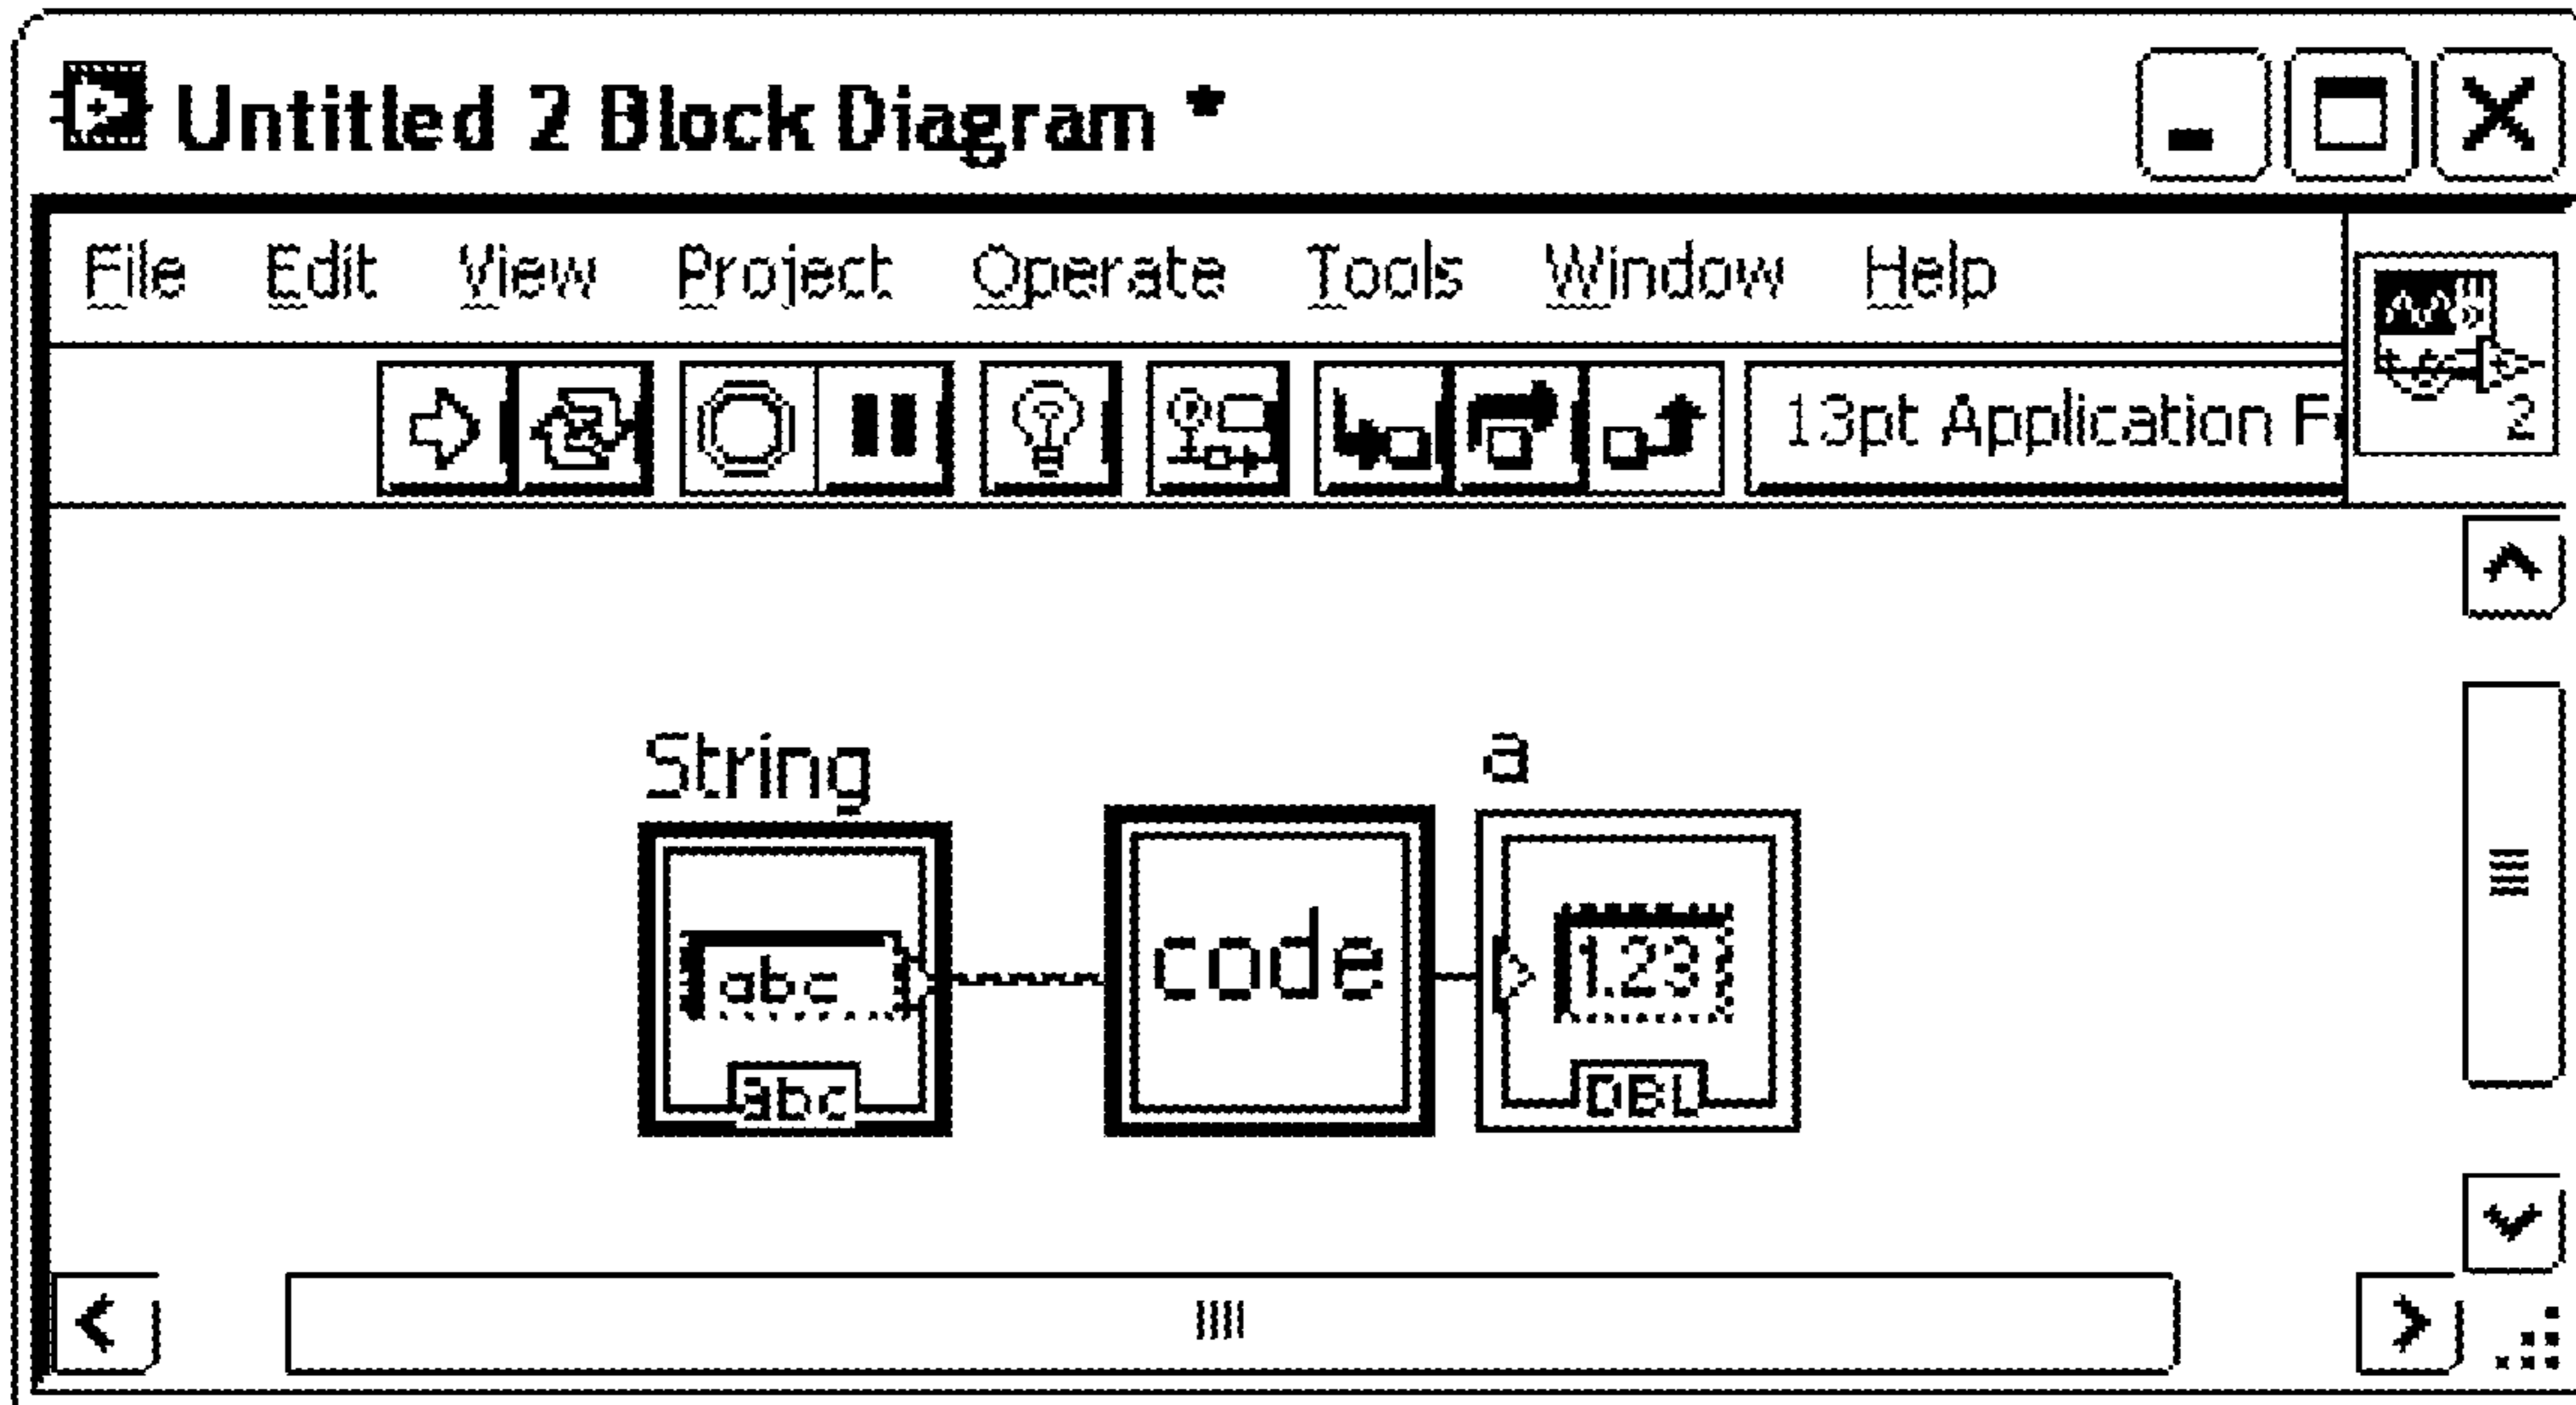 Untitled 2 Block Diagram *
File Edit View Project Operate Tools Window Help
13pt Application F
2
String
a
abc
code
1.23
abc
DBL